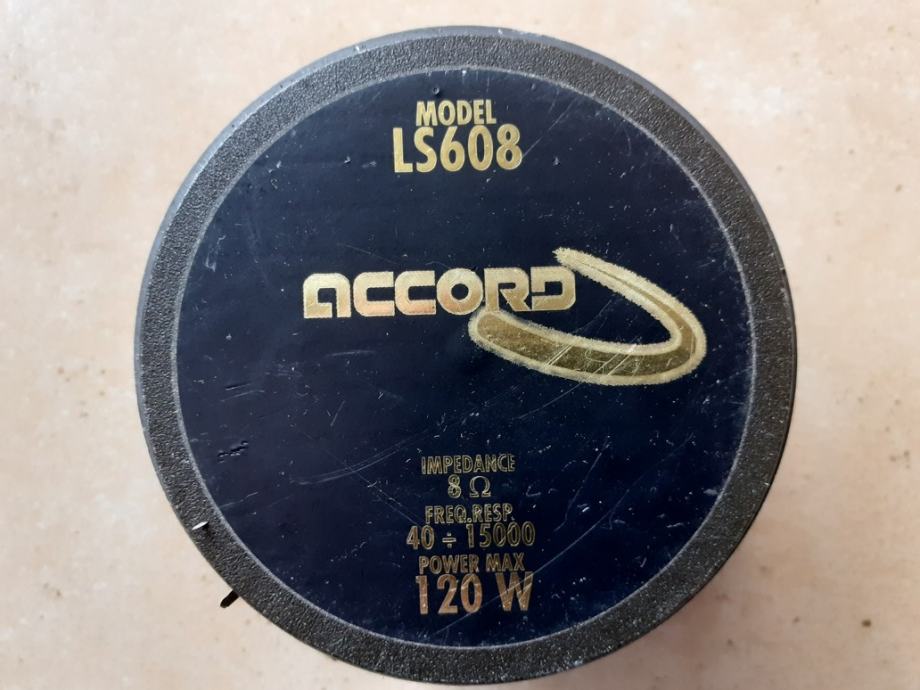 MODEL
LS608
ACCORD
IMPEDANCE
8 Ω
FREQ.RESP.
40 ÷ 15000
POWER MAX
120 W